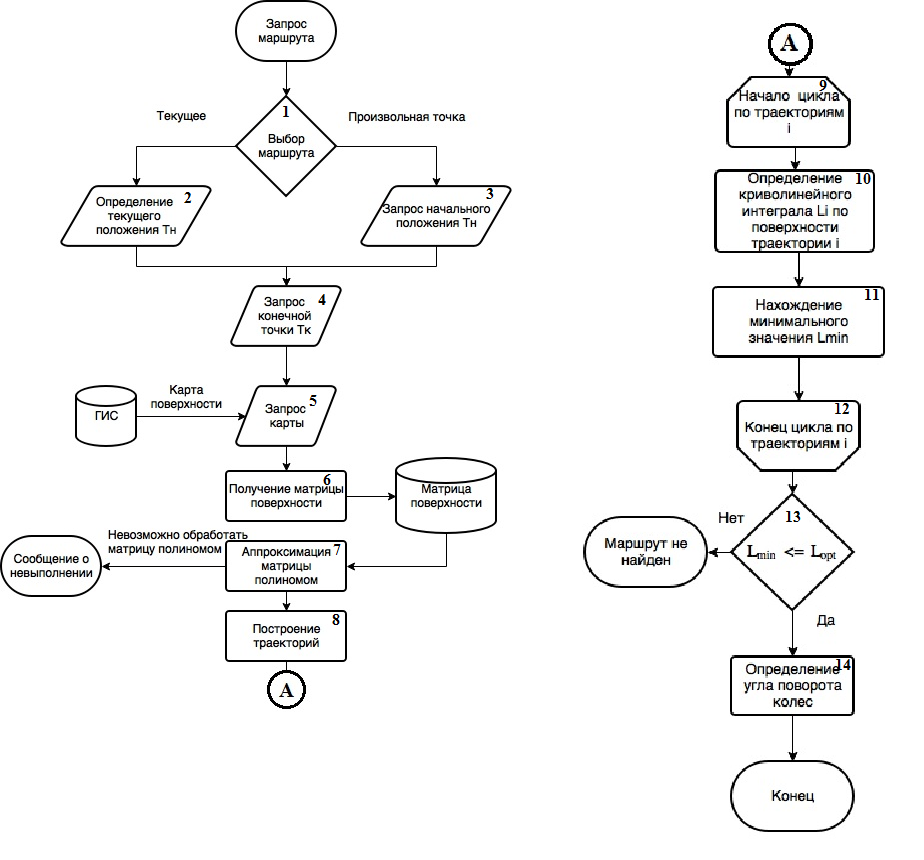 Запрос
маршрута
1
Выбор
маршрута
Текущее
Произвольная точка
2
Определение
текущего
положения Тн
3
Запрос начального
положения Тн
4
Запрос
конечной
точки Тк
ГИС
Карта
поверхности
5
Запрос
карты
6
Получение матрицы
поверхности
Матрица
поверхности
Невозможно обработать
матрицу полиномом
Сообщение о
невыполнении
7
Аппроксимация
матрицы
полиномом
8
Построение
траекторий
А
А
9
Начало цикла
по траекториям
i
10
Определение
криволинейного
интеграла Li по
поверхности
траектории i
11
Нахождение
минимального
значения Lmin
12
Конец цикла по
траекториям i
13
Lmin <= Lopt
Нет
Маршрут не
найден
Да
14
Определение
угла поворота
колес
Конец